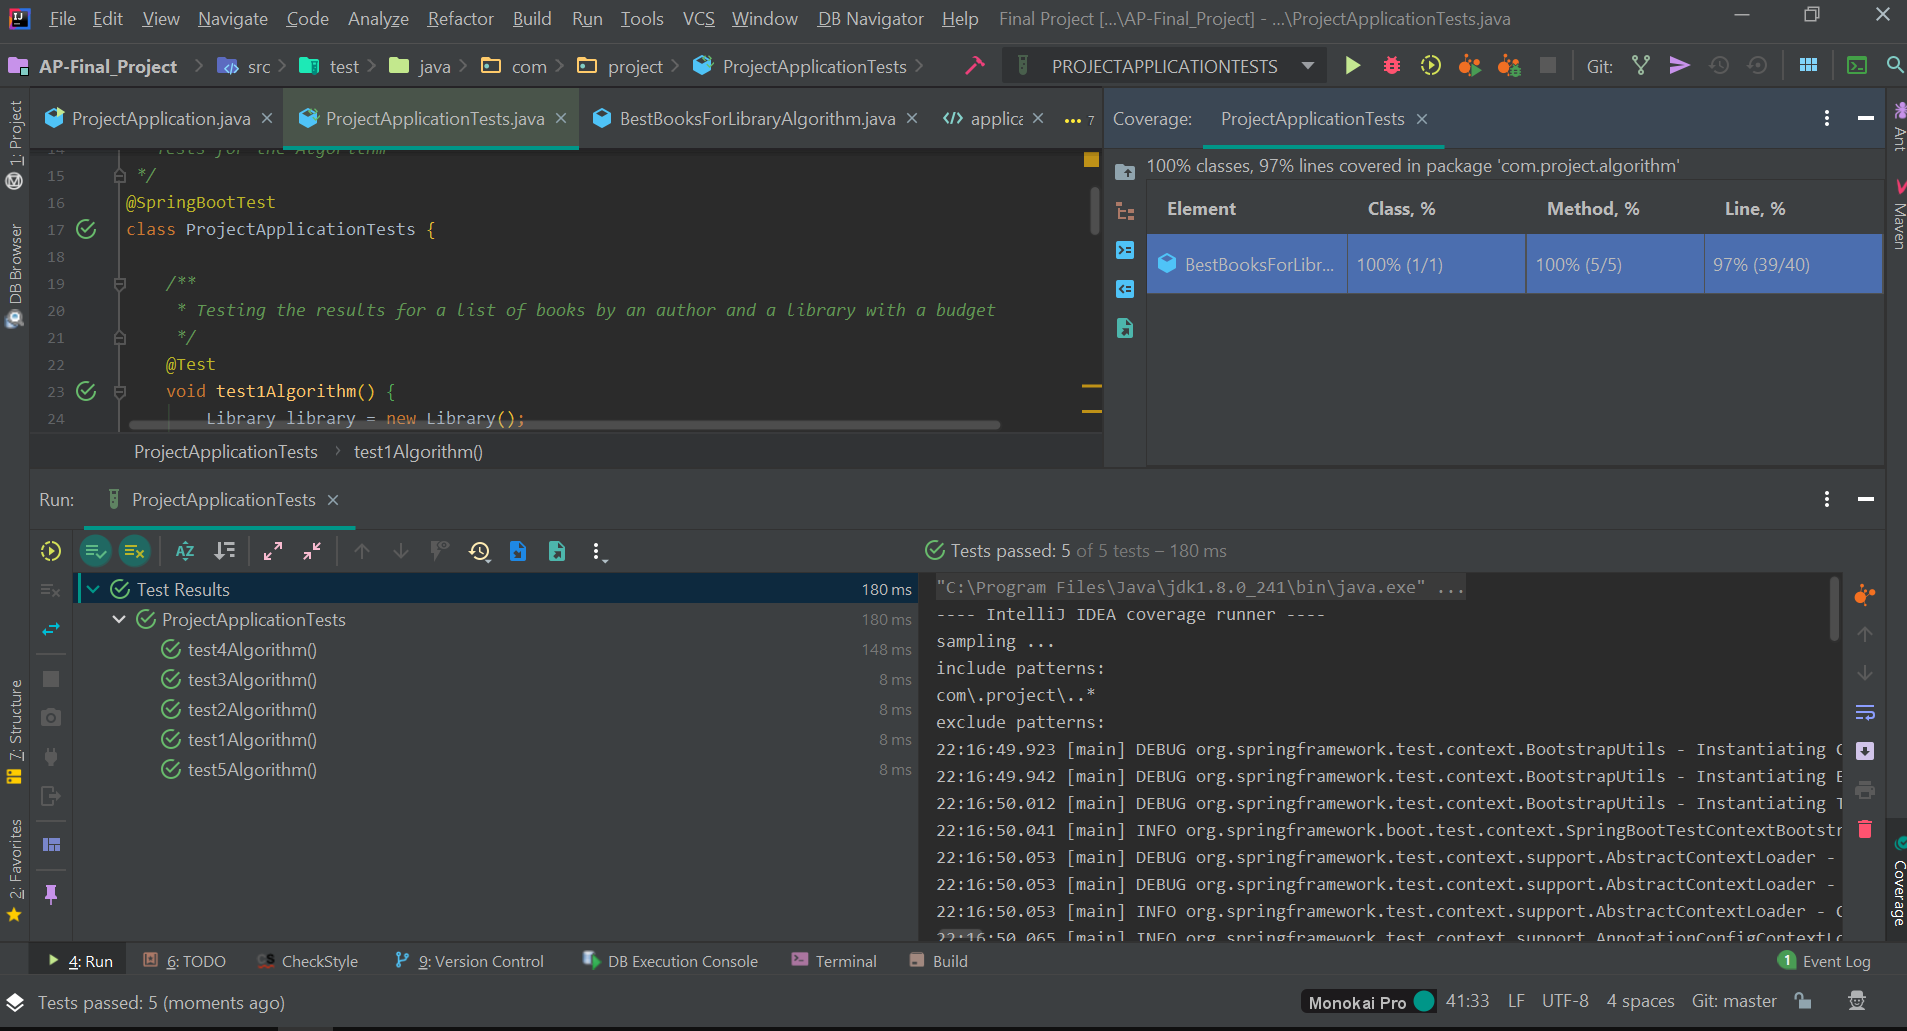 File Edit View Navigate Code Analyze Refactor Build Run Tools VCS Window DB Navigator Help Final Project [...\AP-Final_Project] - ...\ProjectApplicationTests.java
AP-Final_Project src test java com project ProjectApplicationTests PROJECTAPPLICATIONTESTS Git:
ProjectApplication.java ProjectApplicationTests.java BestBooksForLibraryAlgorithm.java applica 7
Coverage: ProjectApplicationTests
14 Tests for the Algorithm
15 */
16 @SpringBootTest
17 class ProjectApplicationTests {
18
19 /**
20 * Testing the results for a list of books by an author and a library with a budget
21 */
22 @Test
23 void test1Algorithm() {
24 Library library = new Library();
ProjectApplicationTests test1Algorithm()
100% classes, 97% lines covered in package 'com.project.algorithm'
Element Class, % Method, % Line, %
BestBooksForLibr... 100% (1/1) 100% (5/5) 97% (39/40)
1: Project
DB Browser
7: Structure
2: Favorites
Ant
Maven
Coverage
Run: ProjectApplicationTests
Tests passed: 5 of 5 tests – 180 ms
Test Results 180 ms
ProjectApplicationTests 180 ms
test4Algorithm() 148 ms
test3Algorithm() 8 ms
test2Algorithm() 8 ms
test1Algorithm() 8 ms
test5Algorithm() 8 ms
"C:\Program Files\Java\jdk1.8.0_241\bin\java.exe" ...
---- IntelliJ IDEA coverage runner ----
sampling ...
include patterns:
com\.project\..*
exclude patterns:
22:16:49.923 [main] DEBUG org.springframework.test.context.BootstrapUtils - Instantiating C
22:16:49.942 [main] DEBUG org.springframework.test.context.BootstrapUtils - Instantiating B
22:16:50.012 [main] DEBUG org.springframework.test.context.BootstrapUtils - Instantiating T
22:16:50.041 [main] INFO org.springframework.boot.test.context.SpringBootTestContextBootstr
22:16:50.053 [main] DEBUG org.springframework.test.context.support.AbstractContextLoader -
22:16:50.053 [main] DEBUG org.springframework.test.context.support.AbstractContextLoader -
22:16:50.053 [main] INFO org.springframework.test.context.support.AbstractContextLoader - C
22:16:50.065 [main] INFO org.springframework.test.context.support.AnnotationConfigContextLo
4: Run 6: TODO CheckStyle 9: Version Control DB Execution Console Terminal Build 1 Event Log
Tests passed: 5 (moments ago) Monokai Pro 41:33 LF UTF-8 4 spaces Git: master